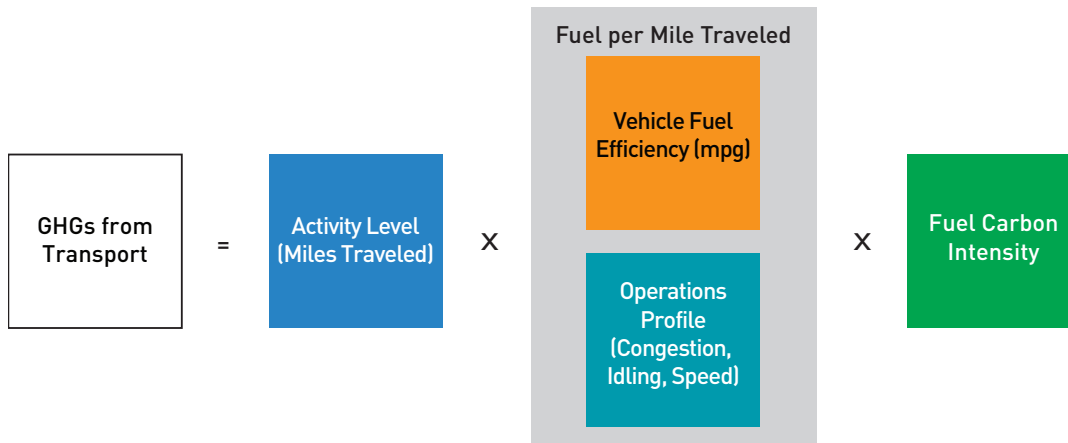 GHGs from
Transport
=
Activity Level
(Miles Traveled)
X
Fuel per Mile Traveled
Vehicle Fuel
Efficiency (mpg)
Operations
Profile
(Congestion,
Idling, Speed)
X
Fuel Carbon
Intensity